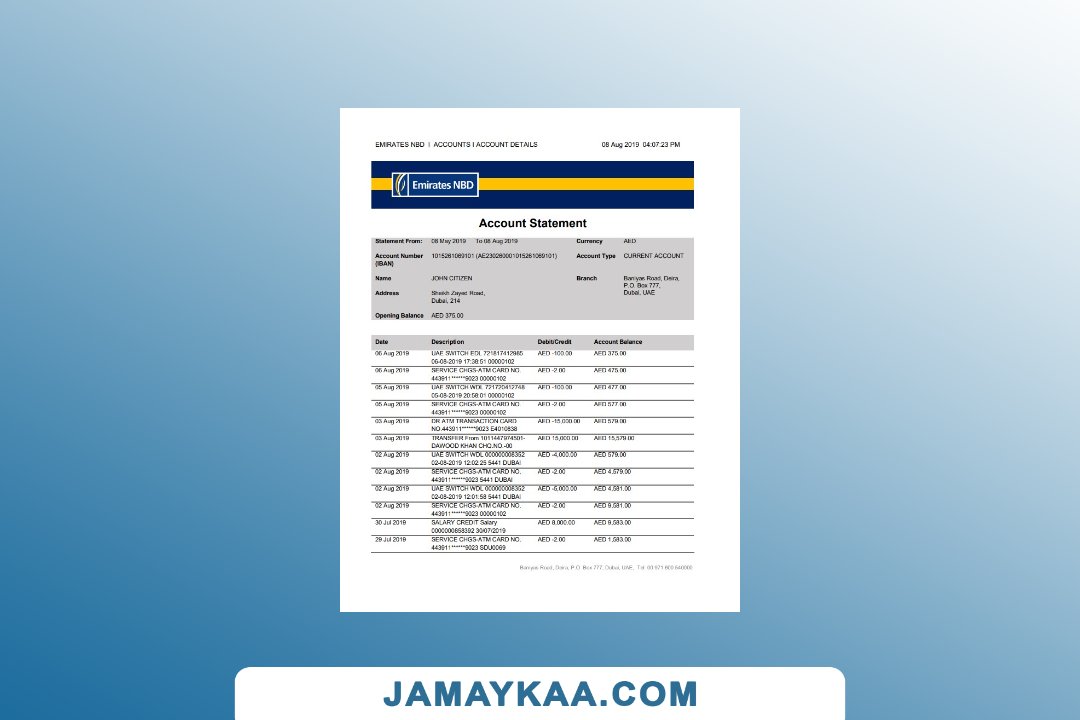 EMIRATES NBD I ACCOUNTS I ACCOUNT DETAILS 08 Aug 2019 04:07:23 PM
Emirates NBD
Account Statement
Statement From: 08 May 2019 To 08 Aug 2019 Currency AED
Account Number 1015261069101 (AE230260001015261069101) Account Type CURRENT ACCOUNT
(IBAN)
Name JOHN CITIZEN Branch Baniyas Road, Deira,
P.O. Box 777,
Address Sheikh Zayed Road, Dubai, UAE
Dubai, 214
Opening Balance AED 375.00
Date Description Debit/Credit Account Balance
06 Aug 2019 UAE SWITCH EDL 721817412985 AED -100.00 AED 375.00
06-08-2019 17:38:51 00000102
06 Aug 2019 SERVICE CHGS-ATM CARD NO. AED -2.00 AED 475.00
443911******9023 00000102
05 Aug 2019 UAE SWITCH WDL 721720412748 AED -100.00 AED 477.00
05-08-2019 20:58:01 00000102
05 Aug 2019 SERVICE CHGS-ATM CARD NO. AED -2.00 AED 577.00
443911******9023 00000102
03 Aug 2019 DR ATM TRANSACTION CARD AED -15,000.00 AED 579.00
NO.443911******9023 E4010838
03 Aug 2019 TRANSFER From 1011447974501- AED 15,000.00 AED 15,579.00
DAWOOD KHAN CHQ.NO.-00
02 Aug 2019 UAE SWITCH WDL 000000008352 AED -4,000.00 AED 579.00
02-08-2019 12:02:25 5441 DUBAI
02 Aug 2019 SERVICE CHGS-ATM CARD NO. AED -2.00 AED 4,579.00
443911******9023 5441 DUBAI
02 Aug 2019 UAE SWITCH WDL 000000008352 AED -5,000.00 AED 4,581.00
02-08-2019 12:01:58 5441 DUBAI
02 Aug 2019 SERVICE CHGS-ATM CARD NO. AED -2.00 AED 9,581.00
443911******9023 00000102
30 Jul 2019 SALARY CREDIT Salary AED 8,000.00 AED 9,583.00
0000000658392 30/07/2019
29 Jul 2019 SERVICE CHGS-ATM CARD NO. AED -2.00 AED 1,583.00
443911******9023 SDU0069
Baniyas Road, Deira, P.O. Box 777, Dubai, UAE, Tel: 00 971 600 540000
JAMAYKAA.COM